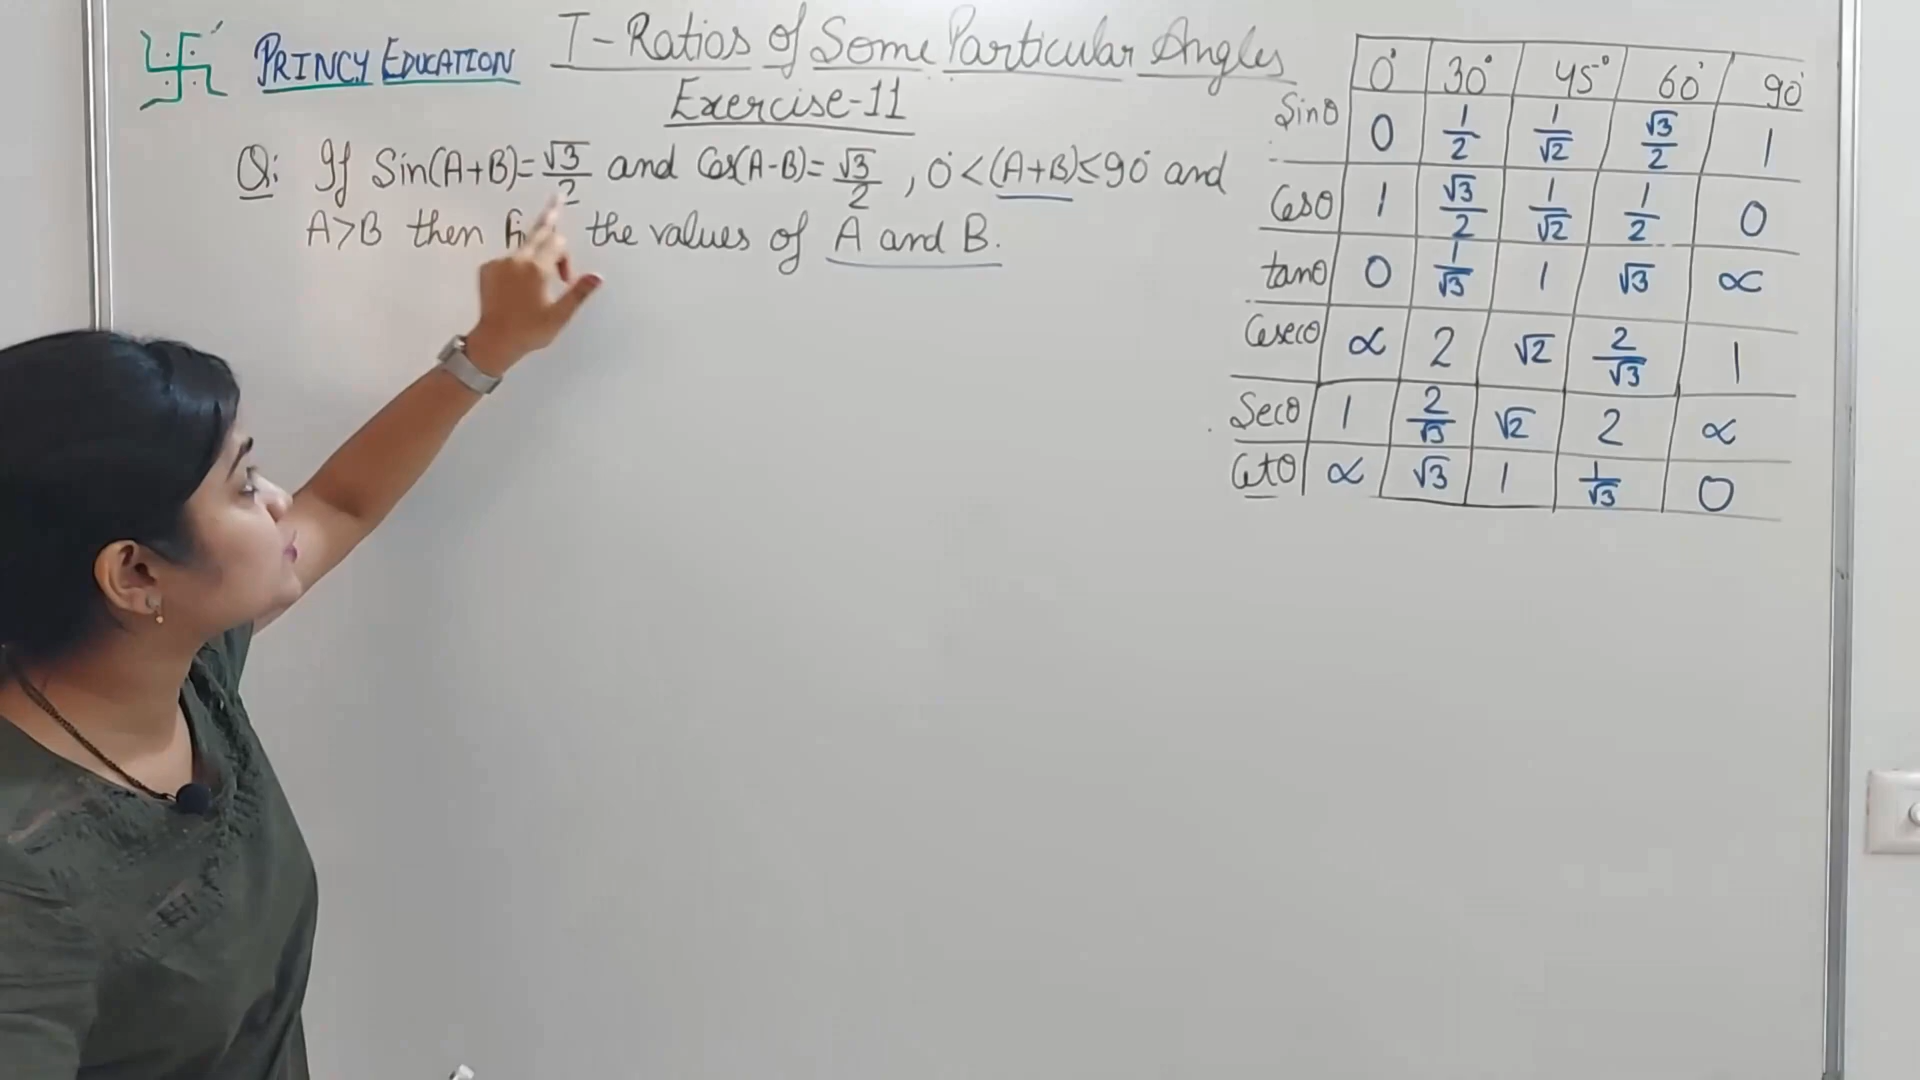 PRINCY EDUCATION
T-Ratios of Some Particular Angles
Exercise-11
Q: If Sin(A+B)=√3/2 and Cos(A-B)=√3/2, 0°<(A+B)≤90° and
A>B then the values of A and B.
0° 30° 45° 60° 90°
Sinθ 0 1/2 1/√2 √3/2 1
Cosθ 1 √3/2 1/√2 1/2 0
tanθ 0 1/√3 1 √3 ∝
Cosecθ ∝ 2 √2 2/√3 1
Secθ 1 2/√3 √2 2 ∝
Cotθ ∝ √3 1 1/√3 0